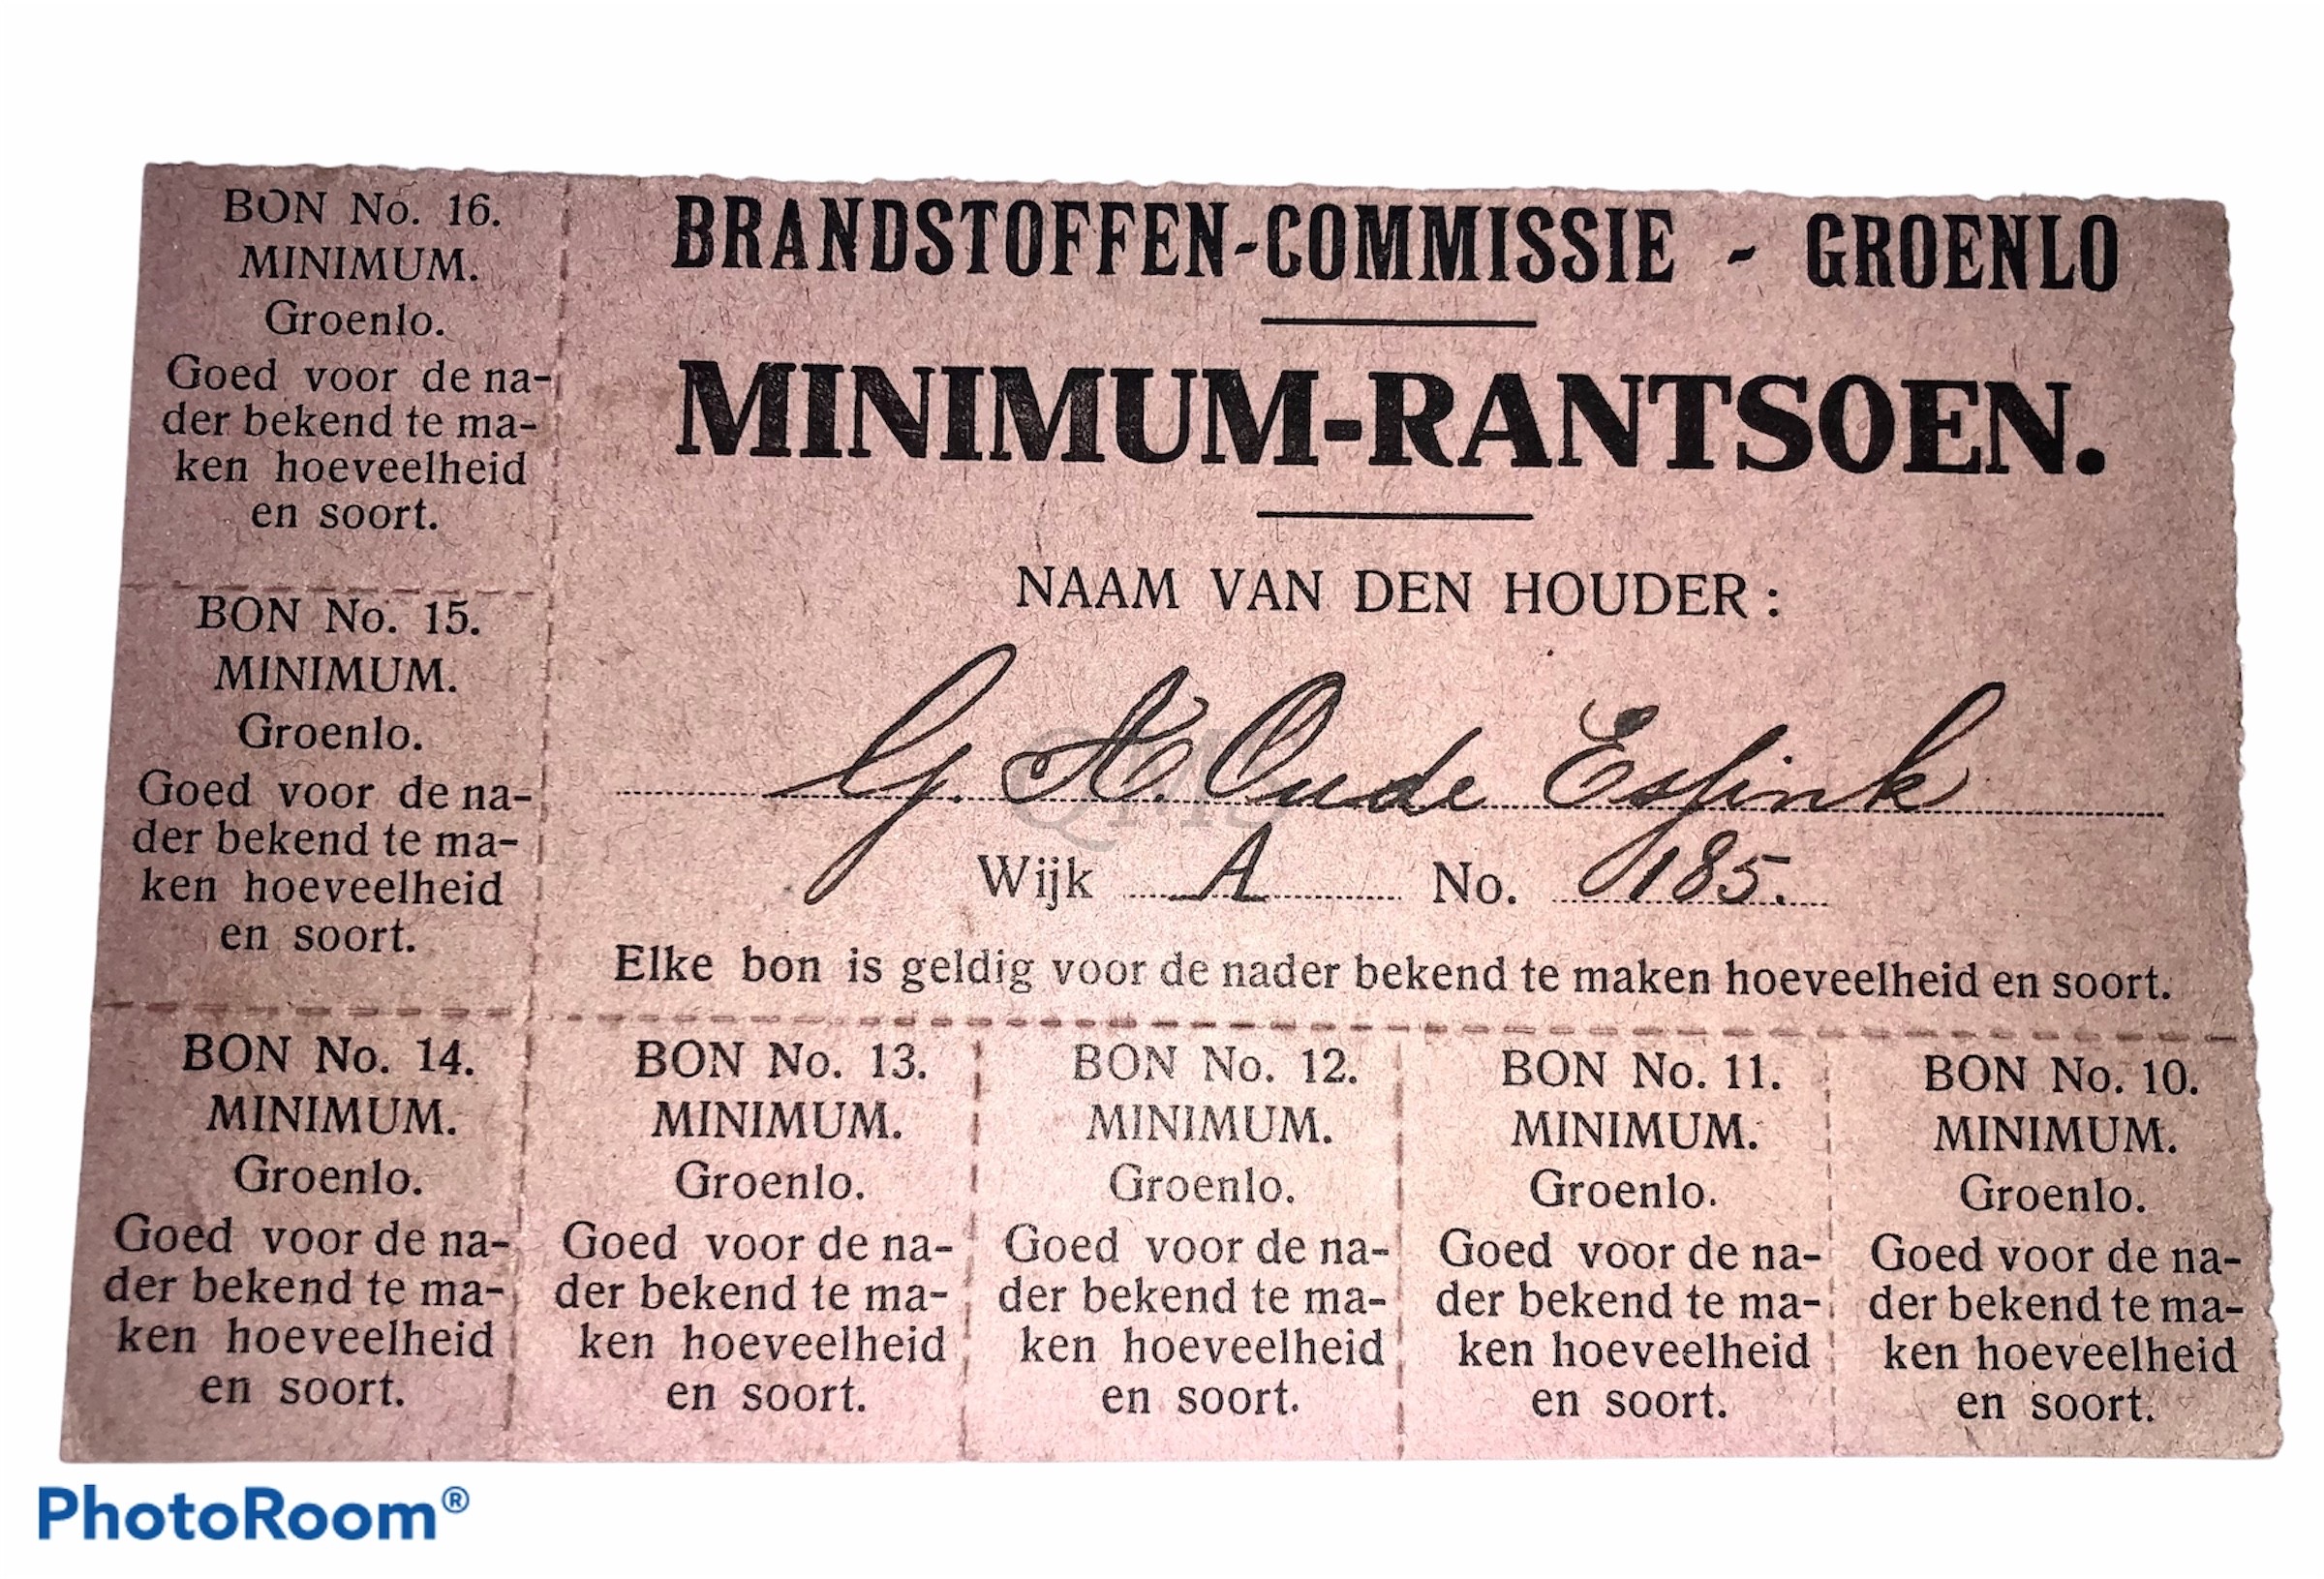 BRANDSTOFFEN-COMMISSIE - GROENLO
MINIMUM-RANTSOEN.
NAAM VAN DEN HOUDER:
G. H. Oude Essink
Wijk A No. 185.
Elke bon is geldig voor de nader bekend te maken hoeveelheid en soort.
BON No. 16.
MINIMUM.
Groenlo.
Goed voor de na-
der bekend te ma-
ken hoeveelheid
en soort.
BON No. 15.
MINIMUM.
Groenlo.
Goed voor de na-
der bekend te ma-
ken hoeveelheid
en soort.
BON No. 14.
MINIMUM.
Groenlo.
Goed voor de na-
der bekend te ma-
ken hoeveelheid
en soort.
BON No. 13.
MINIMUM.
Groenlo.
Goed voor de na-
der bekend te ma-
ken hoeveelheid
en soort.
BON No. 12.
MINIMUM.
Groenlo.
Goed voor de na-
der bekend te ma-
ken hoeveelheid
en soort.
BON No. 11.
MINIMUM.
Groenlo.
Goed voor de na-
der bekend te ma-
ken hoeveelheid
en soort.
BON No. 10.
MINIMUM.
Groenlo.
Goed voor de na-
der bekend te ma-
ken hoeveelheid
en soort.
PhotoRoom®